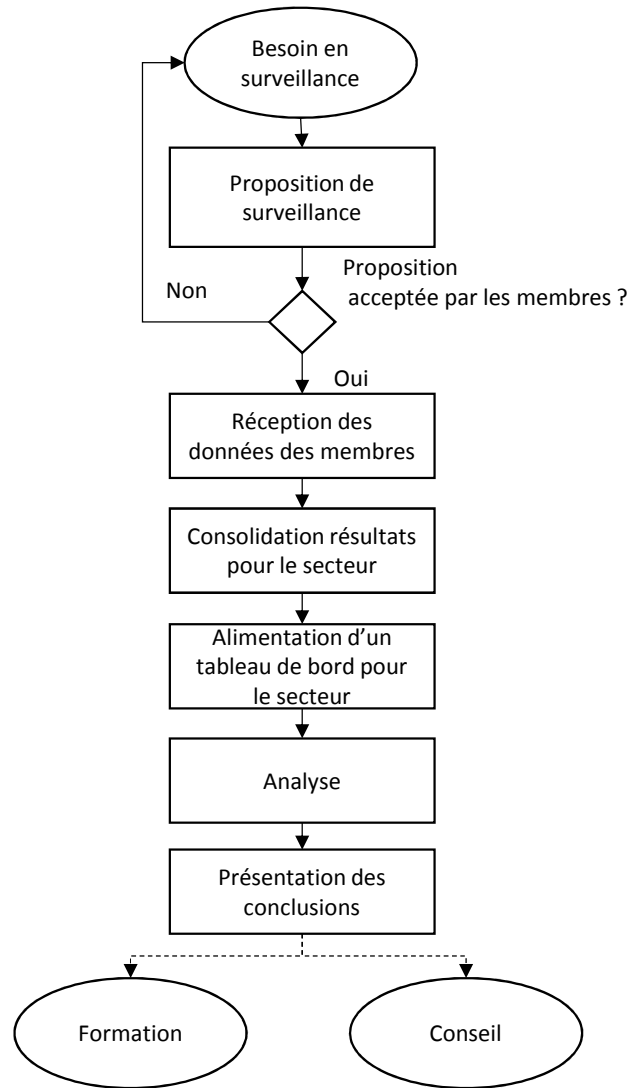 Besoin en
surveillance
Proposition de
surveillance
Proposition
acceptée par les membres ?
Non
Oui
Réception des
données des membres
Consolidation résultats
pour le secteur
Alimentation d’un
tableau de bord pour
le secteur
Analyse
Présentation des
conclusions
Formation
Conseil